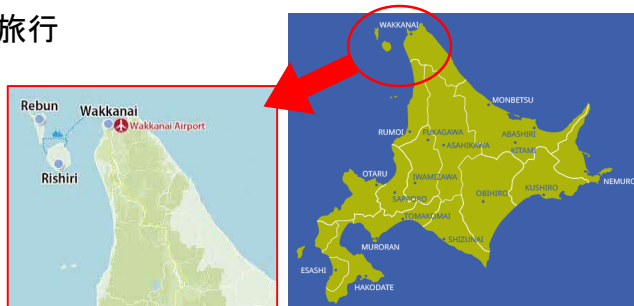 旅行
Rebun
Wakkanai
Wakkanai Airport
Rishiri
WAKKANAI
MONBETSU
RUMOI
FUKAGAWA
ABASHIRI
ASAHIKAWA
KITAMI
OTARU
IWAMIZAWA
NEMURO
SAPPORO
OBIHIRO
KUSHIRO
TOMAKOMAI
MURORAN
SHIZUNAI
ESASHI
HAKODATE